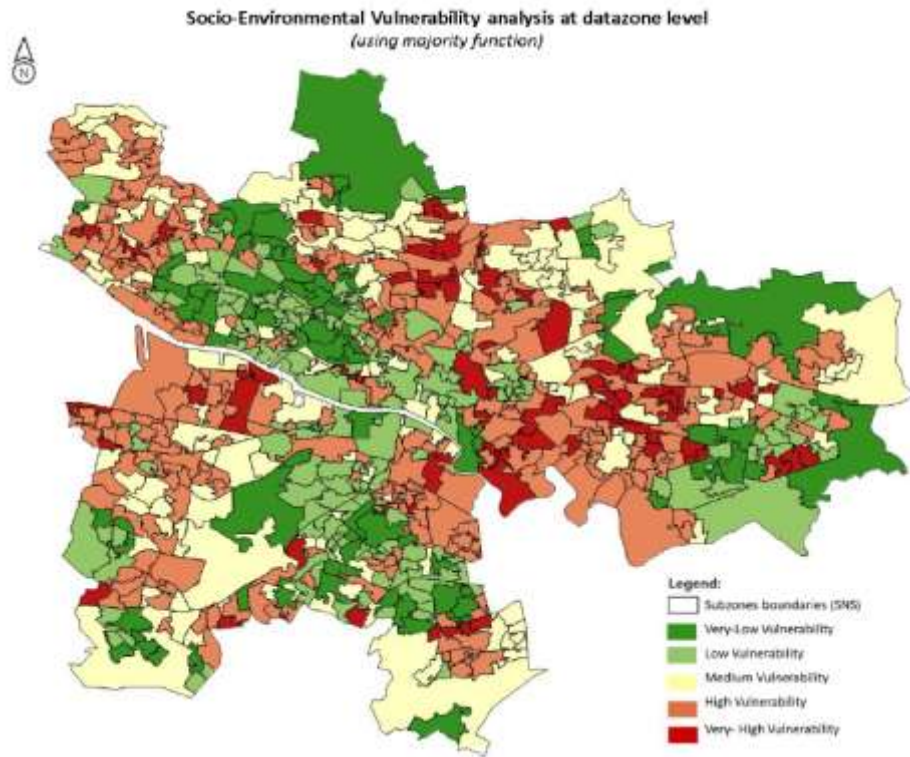 Socio-Environmental Vulnerability analysis at datazone level
(using majority function)
N
Legend:
Subzones boundaries (SNS)
Very-Low Vulnerability
Low Vulnerability
Medium Vulnerability
High Vulnerability
Very- High Vulnerability